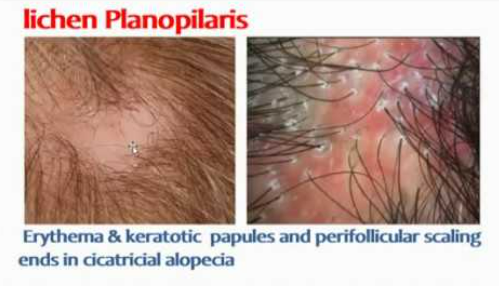 lichen Planopilaris
Erythema & keratotic papules and perifollicular scaling
ends in cicatricial alopecia